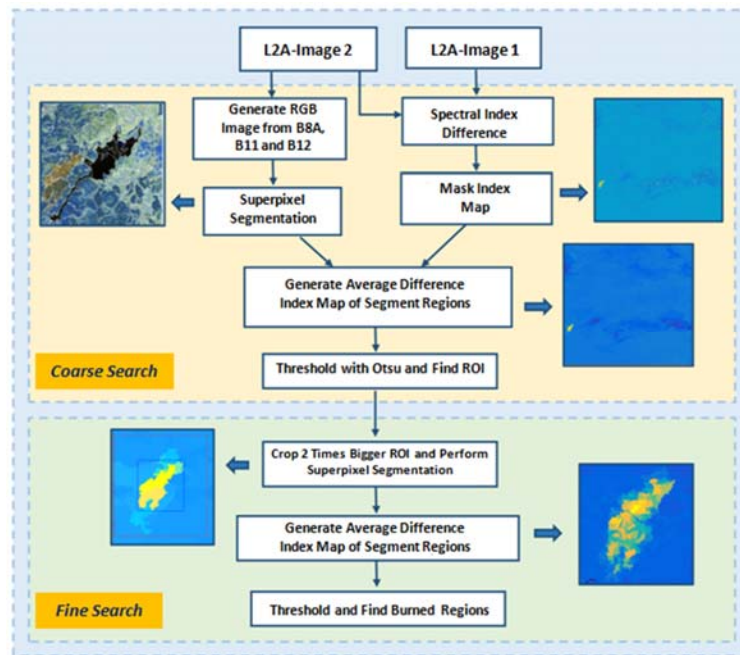 L2A-Image 2
L2A-Image 1
Generate RGB
Image from B8A,
B11 and B12
Spectral Index
Difference
Superpixel
Segmentation
Mask Index
Map
Generate Average Difference
Index Map of Segment Regions
Coarse Search
Threshold with Otsu and Find ROI
Crop 2 Times Bigger ROI and Perform
Superpixel Segmentation
Generate Average Difference
Index Map of Segment Regions
Fine Search
Threshold and Find Burned Regions